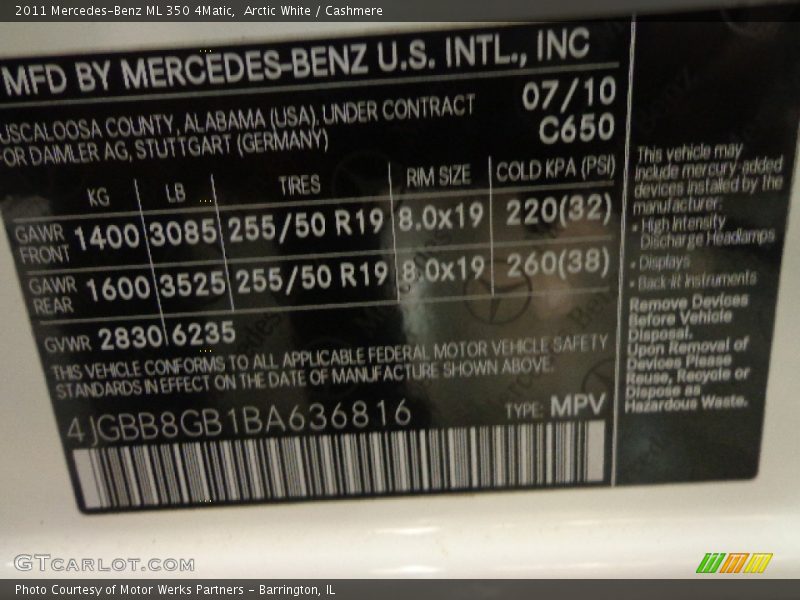 2011 Mercedes-Benz ML 350 4Matic, Arctic White / Cashmere
MFD BY MERCEDES-BENZ U.S. INTL., INC
USCALOOSA COUNTY, ALABAMA (USA), UNDER CONTRACT
OR DAIMLER AG, STUTTGART (GERMANY)
07/10
C650
KG LB TIRES RIM SIZE COLD KPA (PSI)
GAWR FRONT 1400 3085 255/50 R19 8.0x19 220(32)
GAWR REAR 1600 3525 255/50 R19 8.0x19 260(38)
GVWR 2830 6235
THIS VEHICLE CONFORMS TO ALL APPLICABLE FEDERAL MOTOR VEHICLE SAFETY
STANDARDS IN EFFECT ON THE DATE OF MANUFACTURE SHOWN ABOVE.
4JGBB8GB1BA636816 TYPE: MPV
This vehicle may
include mercury-added
devices installed by the
manufacturer:
• High Intensity
Discharge Headlamps
• Displays
• Back-lit Instruments
Remove Devices
Before Vehicle
Disposal.
Upon Removal of
Devices Please
Reuse, Recycle or
Dispose as
Hazardous Waste.
GTCARLOT.COM
Photo Courtesy of Motor Werks Partners - Barrington, IL